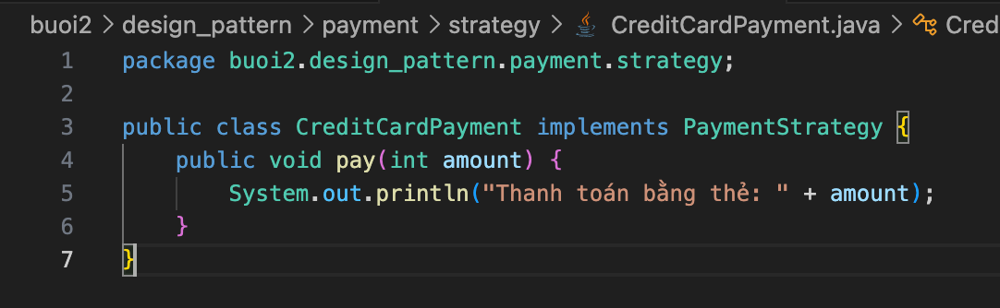 buoi2 > design_pattern > payment > strategy > CreditCardPayment.java > Cred
1 package buoi2.design_pattern.payment.strategy;
2
3 public class CreditCardPayment implements PaymentStrategy {
4 public void pay(int amount) {
5 System.out.println("Thanh toán bằng thẻ: " + amount);
6 }
7 }